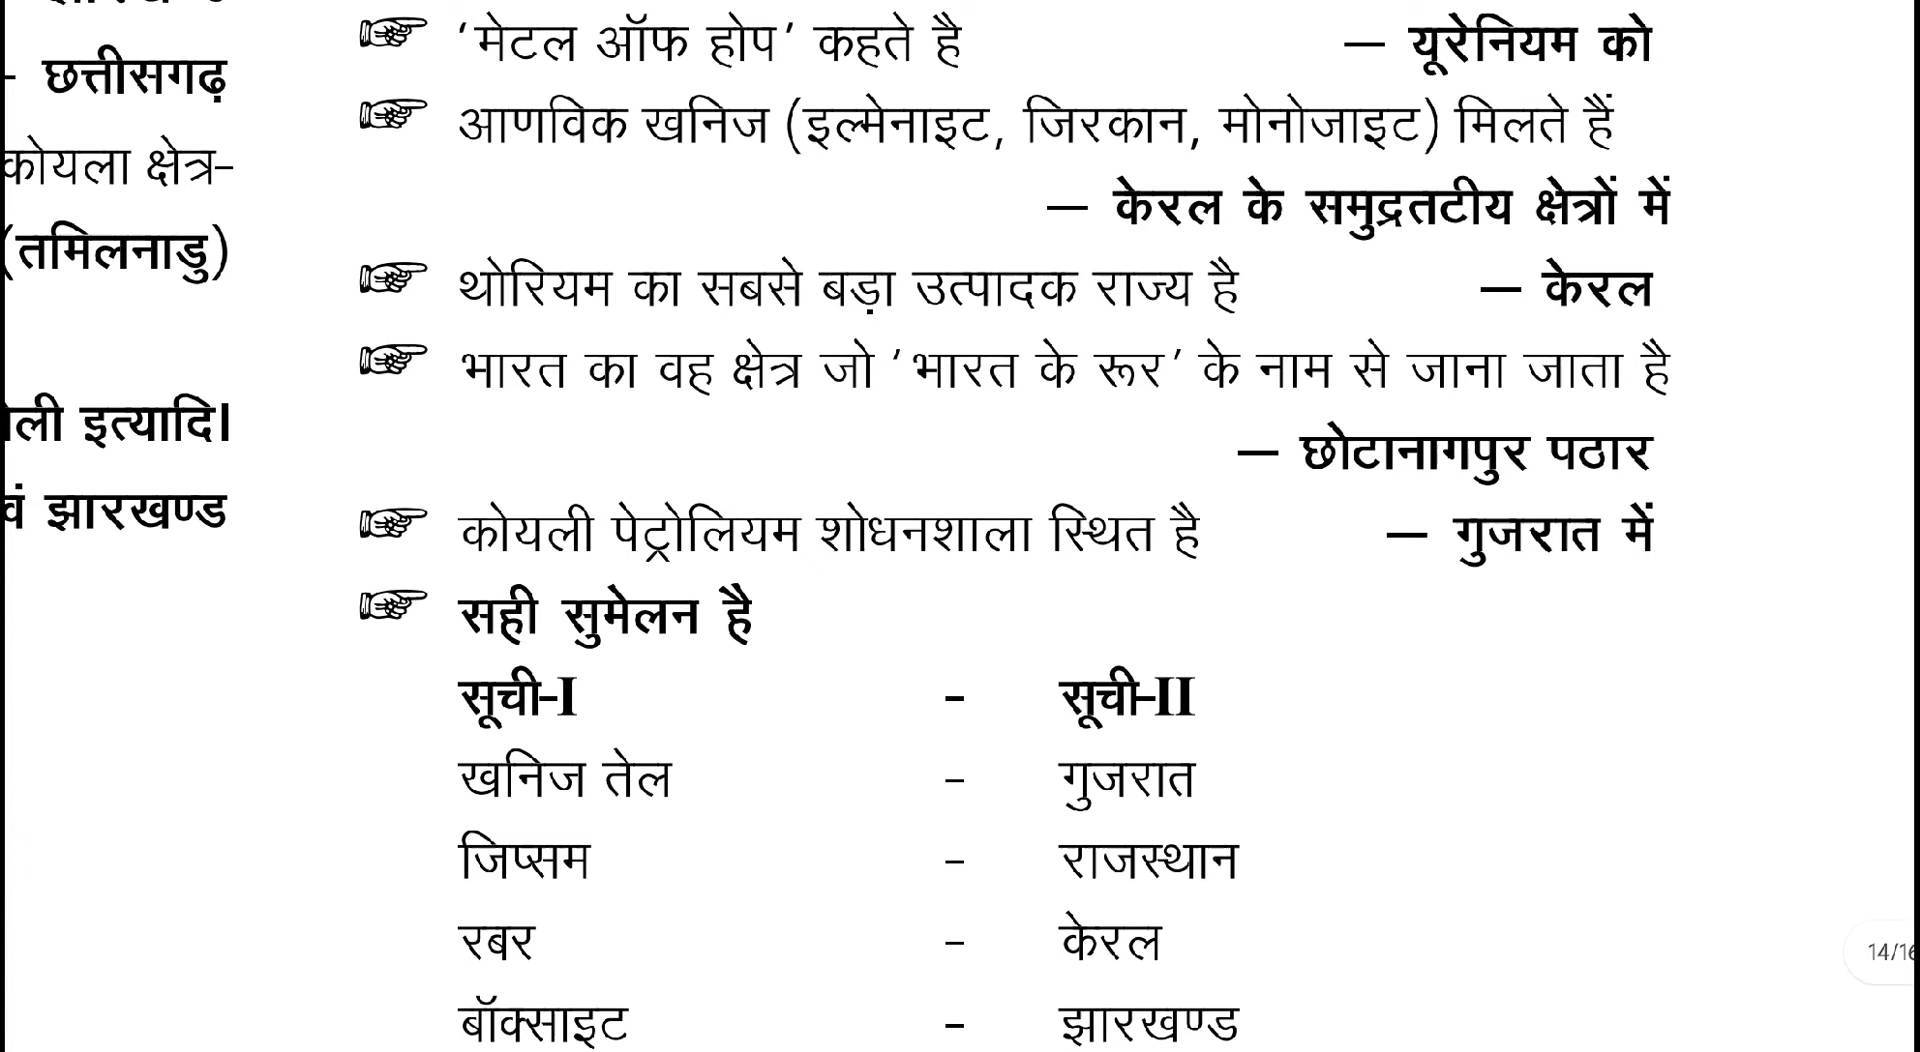 - छत्तीसगढ़
कोयला क्षेत्र-
(तमिलनाडु)
इत्यादि।
झारखण्ड
☞ 'मेटल ऑफ होप' कहते है — यूरेनियम को
☞ आणविक खनिज (इल्मेनाइट, जिरकान, मोनोजाइट) मिलते हैं
— केरल के समुद्रतटीय क्षेत्रों में
☞ थोरियम का सबसे बड़ा उत्पादक राज्य है — केरल
☞ भारत का वह क्षेत्र जो 'भारत के रूर' के नाम से जाना जाता है
— छोटानागपुर पठार
☞ कोयली पेट्रोलियम शोधनशाला स्थित है — गुजरात में
☞ सही सुमेलन है
सूची-I - सूची-II
खनिज तेल - गुजरात
जिप्सम - राजस्थान
रबर - केरल
बॉक्साइट - झारखण्ड